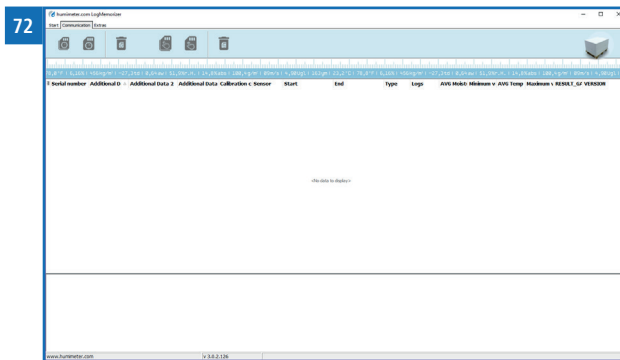 72
humimeter.com LogMemorizer
Start Communication Extras
# Serial number Additional D Additional Data 2 Additional Data Calibration c Sensor Start End Type Logs AVG Moist Minimum v AVG Temp Maximum v RESULT_GA VERSION
<No data to display>
www.humimeter.com v 3.0.2.126